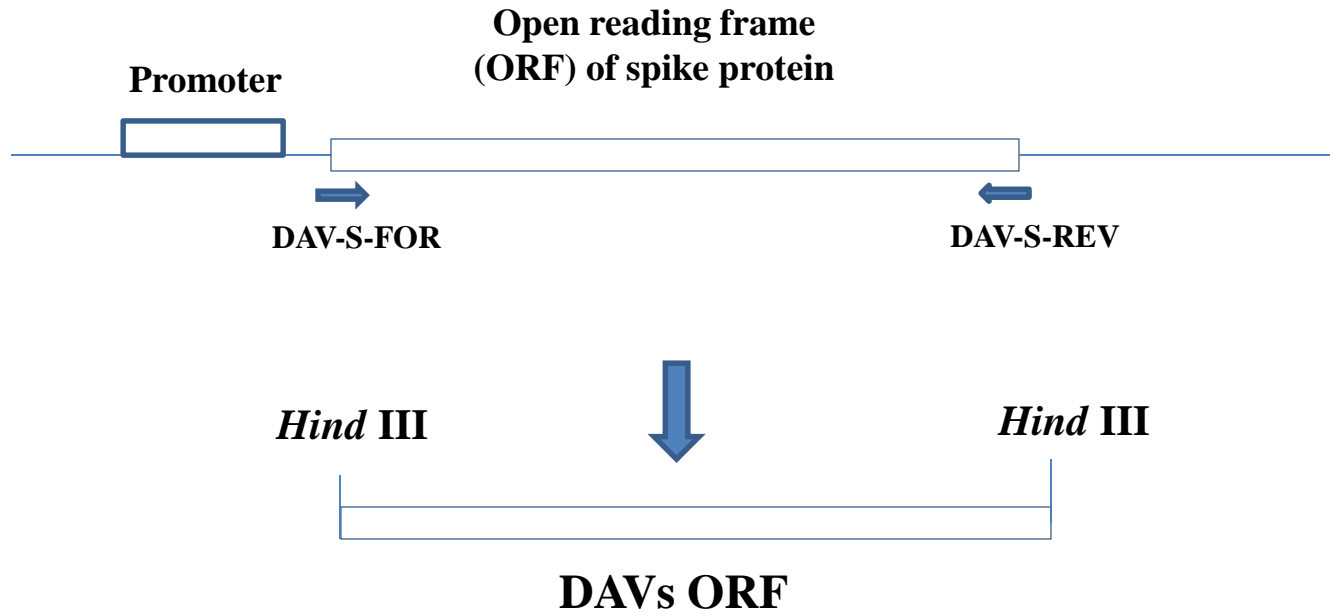 Open reading frame
(ORF) of spike protein
Promoter
DAV-S-FOR
DAV-S-REV
Hind III
Hind III
DAVs ORF